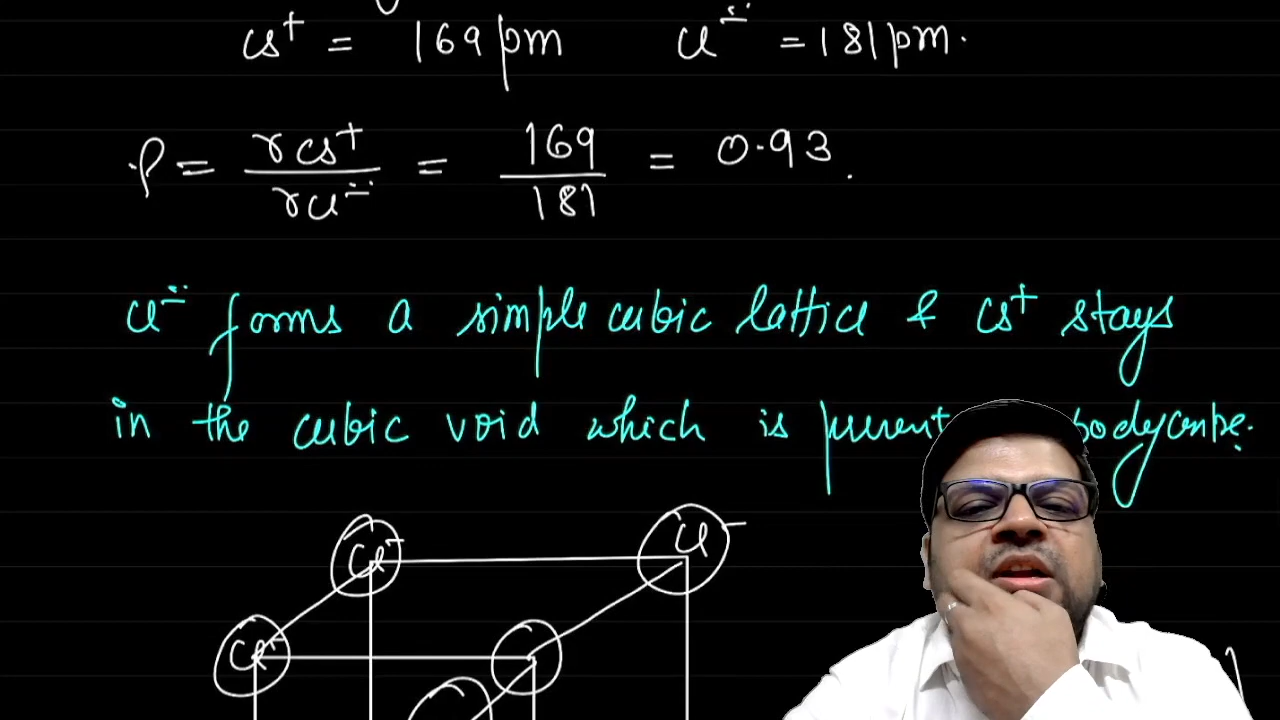 Cs⁺ = 169 pm Cl⁻ = 181 pm.
ρ = rCs⁺ / rCl⁻ = 169 / 181 = 0.93.
Cl⁻ forms a simple cubic lattice & Cs⁺ stays
in the cubic void which is present bodycentre.
Cl⁻ Cl⁻
Cl⁻